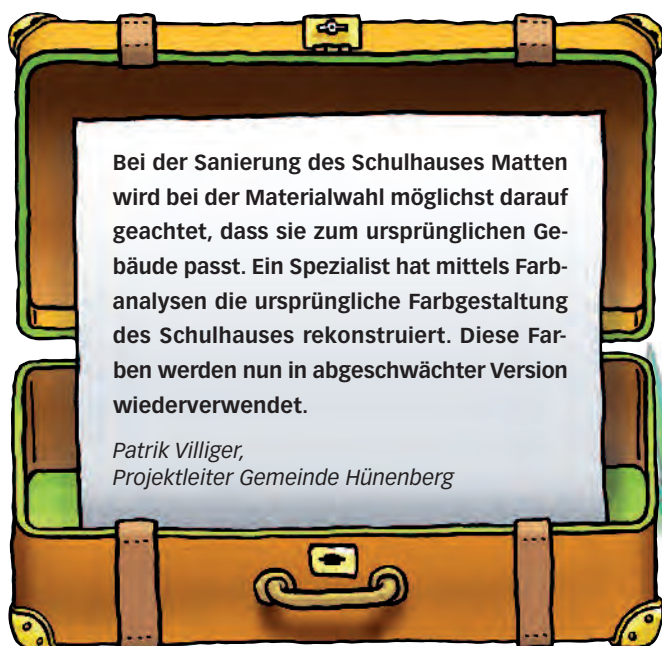 Bei der Sanierung des Schulhauses Matten
wird bei der Materialwahl möglichst darauf
geachtet, dass sie zum ursprünglichen Ge-
bäude passt. Ein Spezialist hat mittels Farb-
analysen die ursprüngliche Farbgestaltung
des Schulhauses rekonstruiert. Diese Far-
ben werden nun in abgeschwächter Version
wiederverwendet.
Patrik Villiger,
Projektleiter Gemeinde Hünenberg